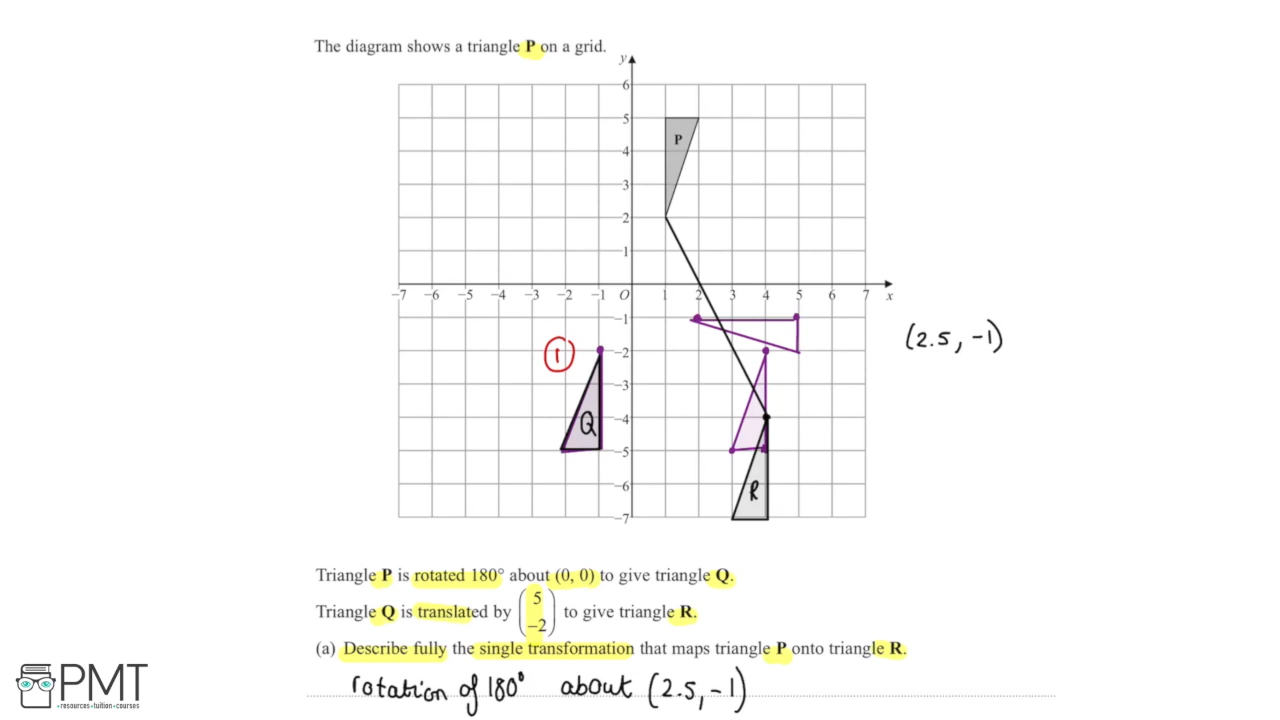 The diagram shows a triangle P on a grid.
y
6
5
P
4
3
2
1
-7 -6 -5 -4 -3 -2 -1 O 1 2 3 4 5 6 7 x
-1
(2.5, -1)
① -2
-3
Q -4
-5
-6
R
-7
Triangle P is rotated 180° about (0, 0) to give triangle Q.
Triangle Q is translated by (5 -2) to give triangle R.
(a) Describe fully the single transformation that maps triangle P onto triangle R.
rotation of 180° about (2.5, -1)
PMT
•resources•tuition•courses